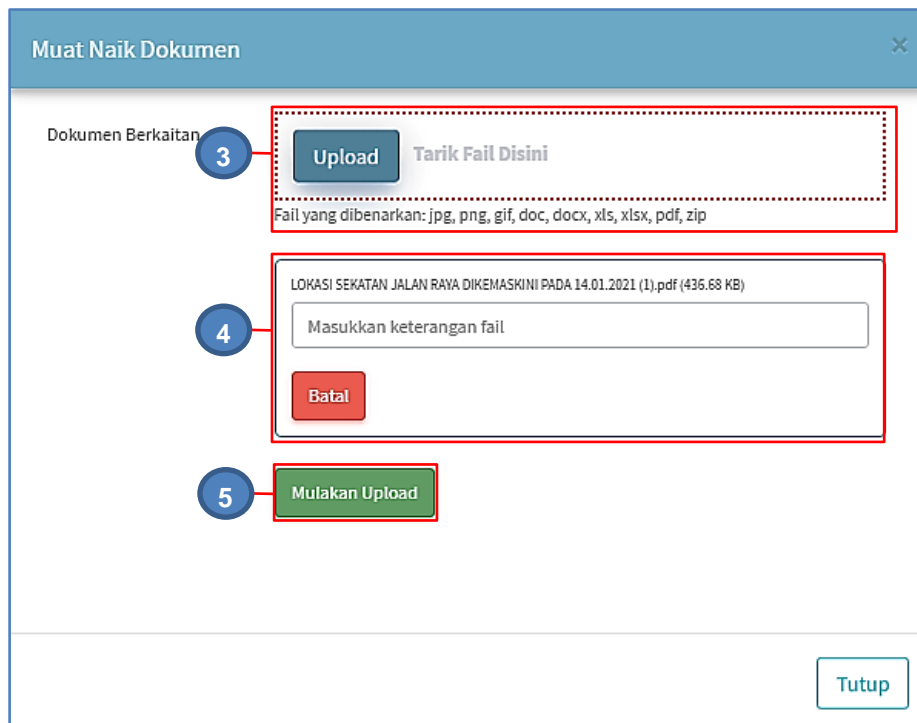 Muat Naik Dokumen ×
Dokumen Berkaitan
3
Upload Tarik Fail Disini
Fail yang dibenarkan: jpg, png, gif, doc, docx, xls, xlsx, pdf, zip
LOKASI SEKATAN JALAN RAYA DIKEMASKINI PADA 14.01.2021 (1).pdf (436.68 KB)
4
Masukkan keterangan fail
Batal
5
Mulakan Upload
Tutup